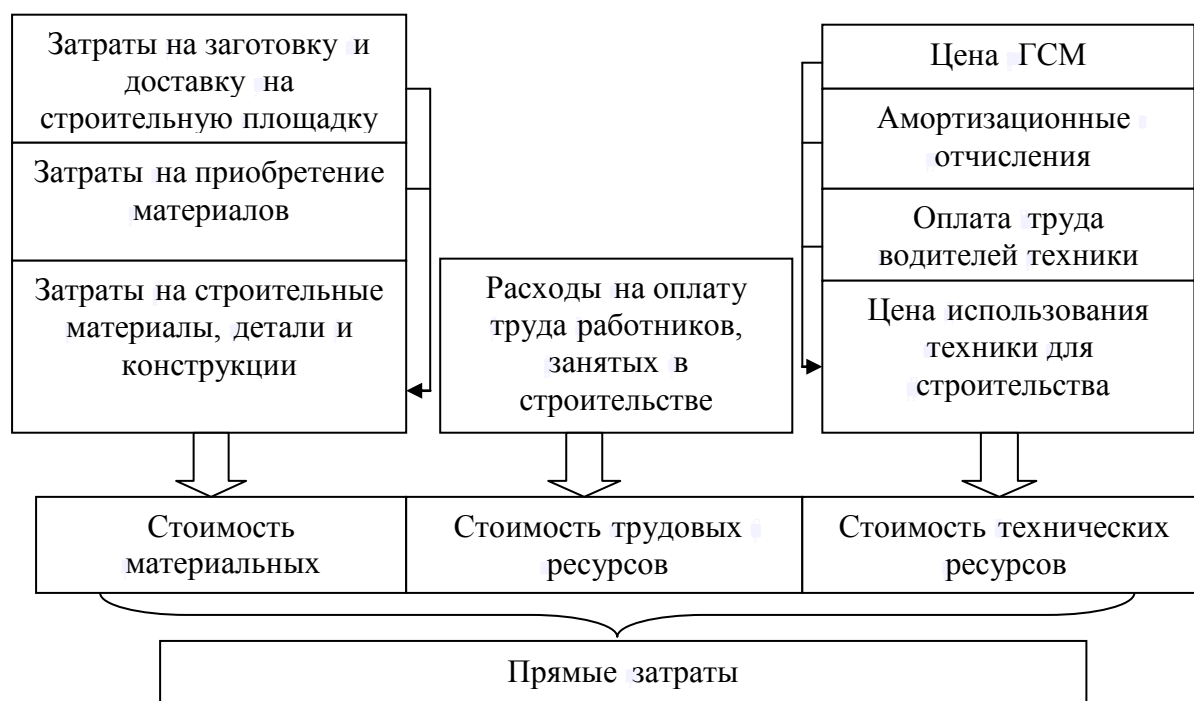 Затраты на заготовку и
доставку на
строительную площадку
Затраты на приобретение
материалов
Затраты на строительные
материалы, детали и
конструкции
Расходы на оплату
труда работников,
занятых в
строительстве
Цена ГСМ
Амортизационные
отчисления
Оплата труда
водителей техники
Цена использования
техники для
строительства
Стоимость
материальных
Стоимость трудовых
ресурсов
Стоимость технических
ресурсов
Прямые затраты